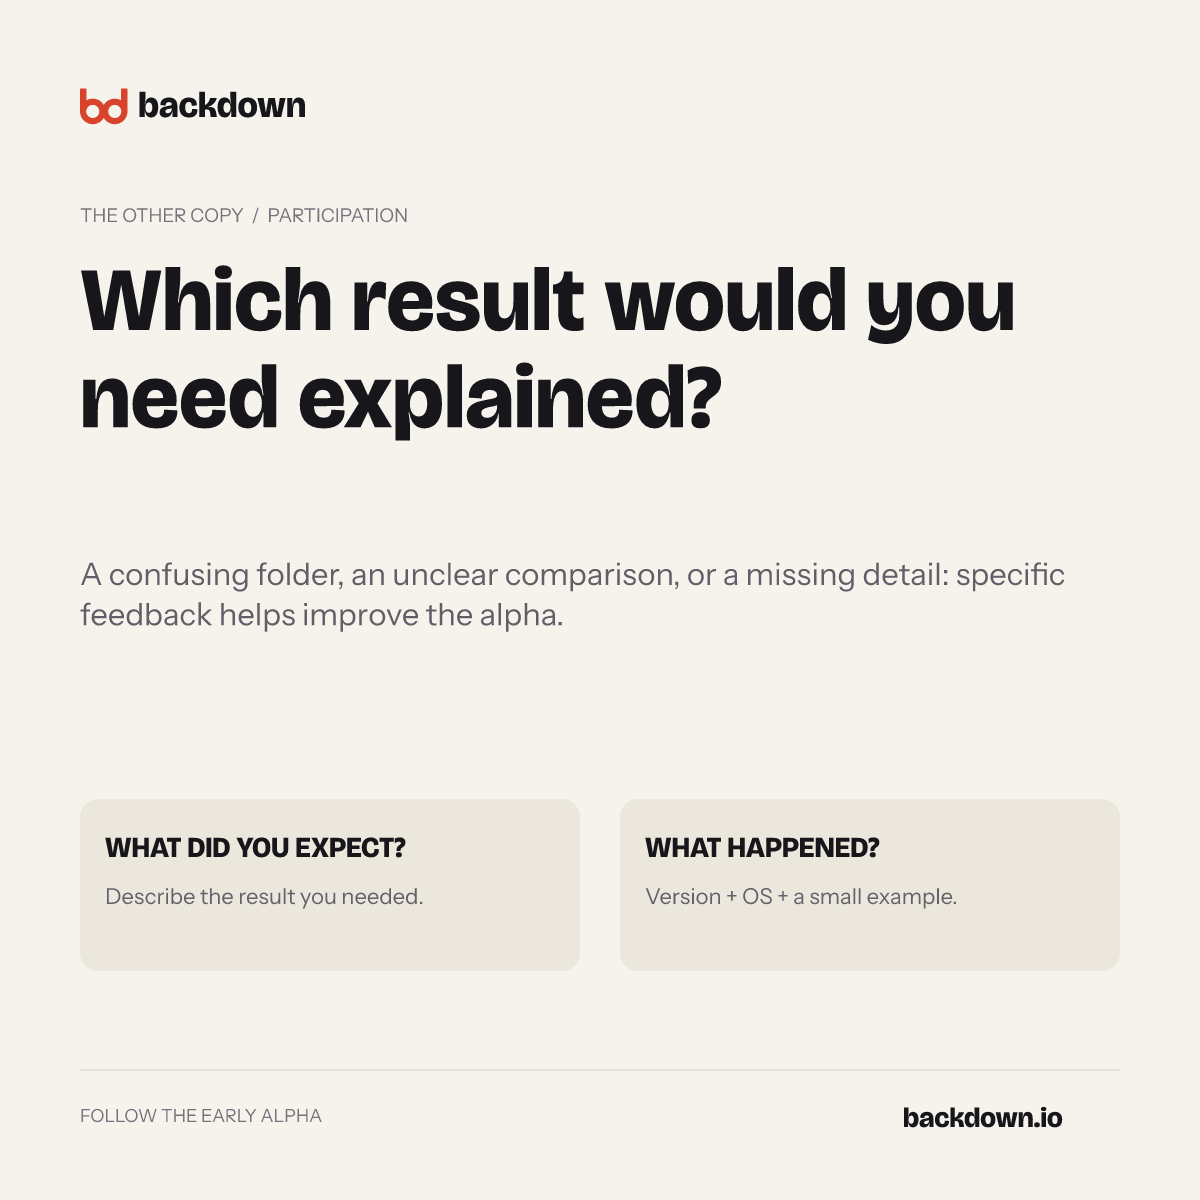 backdown
THE OTHER COPY / PARTICIPATION
Which result would you
need explained?
A confusing folder, an unclear comparison, or a missing detail: specific
feedback helps improve the alpha.
WHAT DID YOU EXPECT?
Describe the result you needed.
WHAT HAPPENED?
Version + OS + a small example.
FOLLOW THE EARLY ALPHA
backdown.io